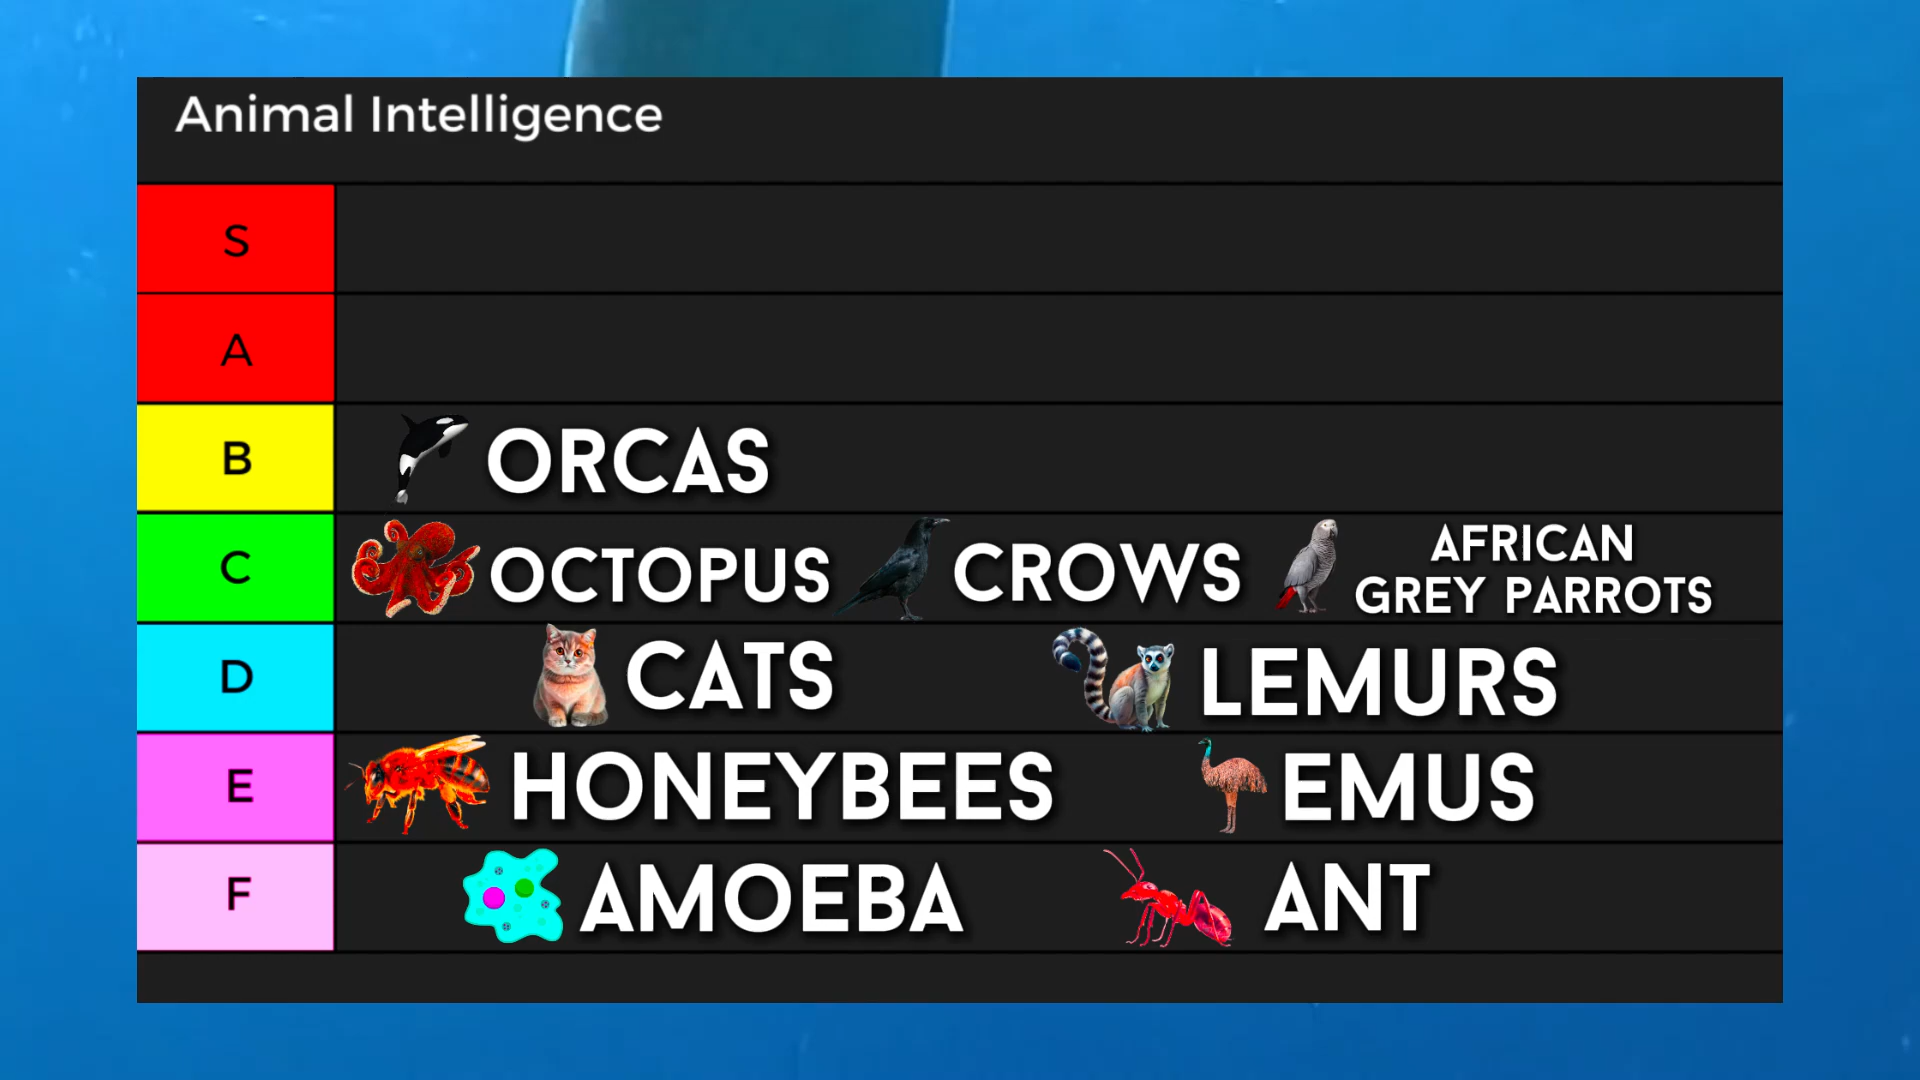 Animal Intelligence
S
A
B
ORCAS
C
OCTOPUS
CROWS
AFRICAN
GREY PARROTS
D
CATS
LEMURS
E
HONEYBEES
EMUS
F
AMOEBA
ANT